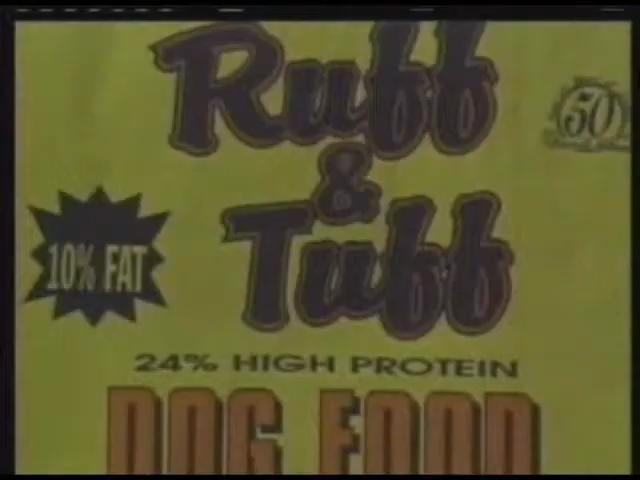 Ruff
50
&
10% FAT
Tuff
24% HIGH PROTEIN
DOG FOOD